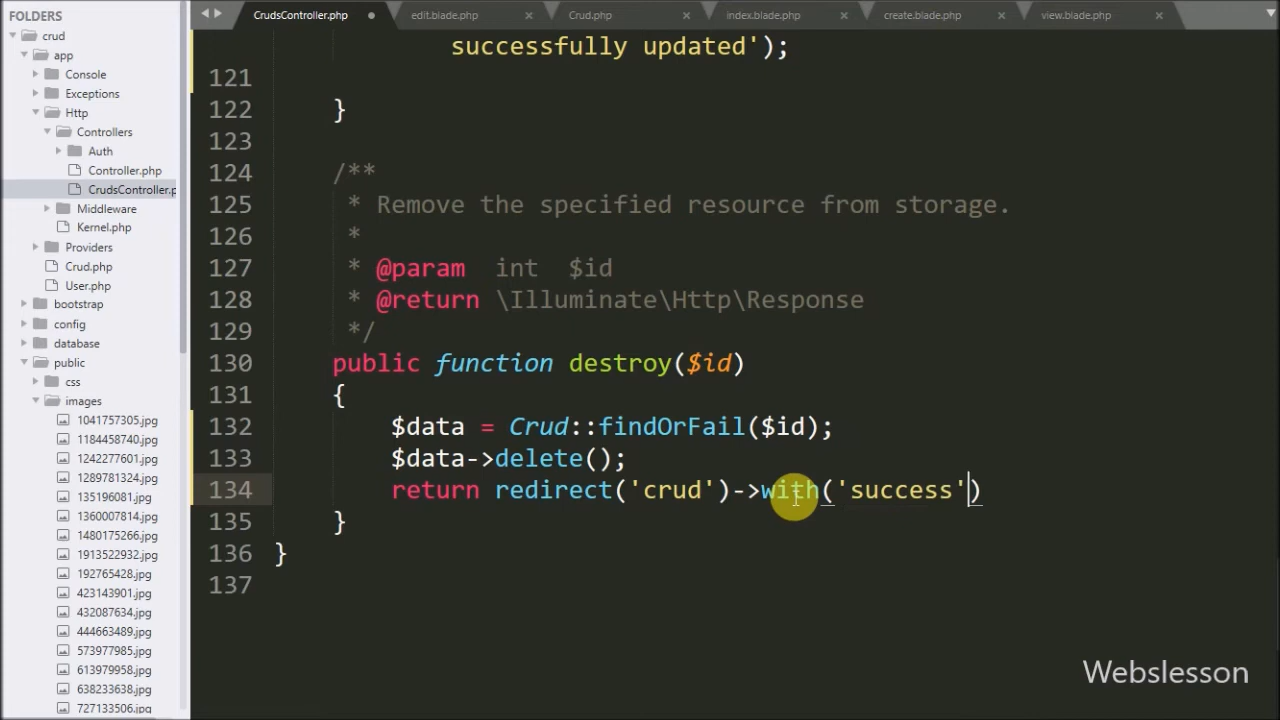 FOLDERS
crud
app
Console
Exceptions
Http
Controllers
Auth
Controller.php
CrudsController.p
Middleware
Kernel.php
Providers
Crud.php
User.php
bootstrap
config
database
public
css
images
1041757305.jpg
1184458740.jpg
1242277601.jpg
1289781324.jpg
135196081.jpg
1360007814.jpg
1480175266.jpg
1913522932.jpg
192765428.jpg
423143901.jpg
432087634.jpg
444663489.jpg
573977985.jpg
613979958.jpg
638233638.jpg
727133506.jpg
CrudsController.php edit.blade.php Crud.php index.blade.php create.blade.php view.blade.php
successfully updated');
121
122 }
123
124 /**
125 * Remove the specified resource from storage.
126 *
127 * @param int $id
128 * @return \Illuminate\Http\Response
129 */
130 public function destroy($id)
131 {
132 $data = Crud::findOrFail($id);
133 $data->delete();
134 return redirect('crud')->with('success')
135 }
136 }
137
Webslesson